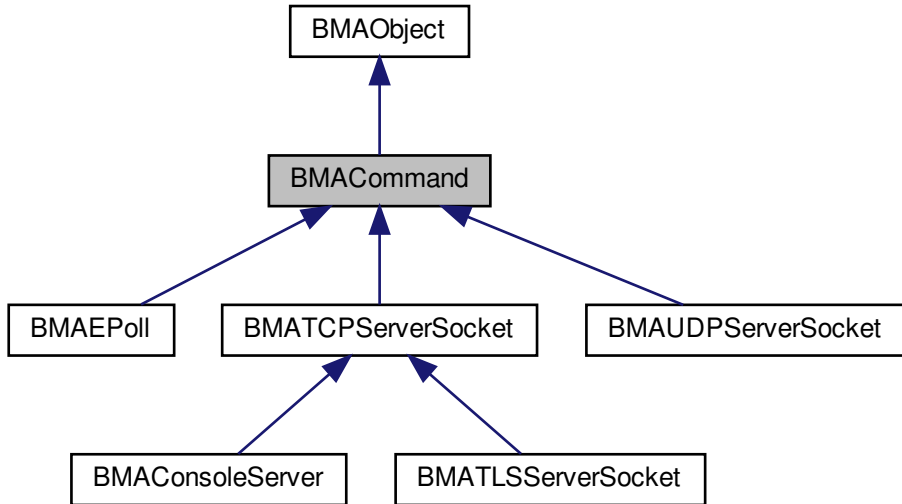 BMAObject
BMACommand
BMAEPoll
BMATCPServerSocket
BMAUDPServerSocket
BMAConsoleServer
BMATLSServerSocket